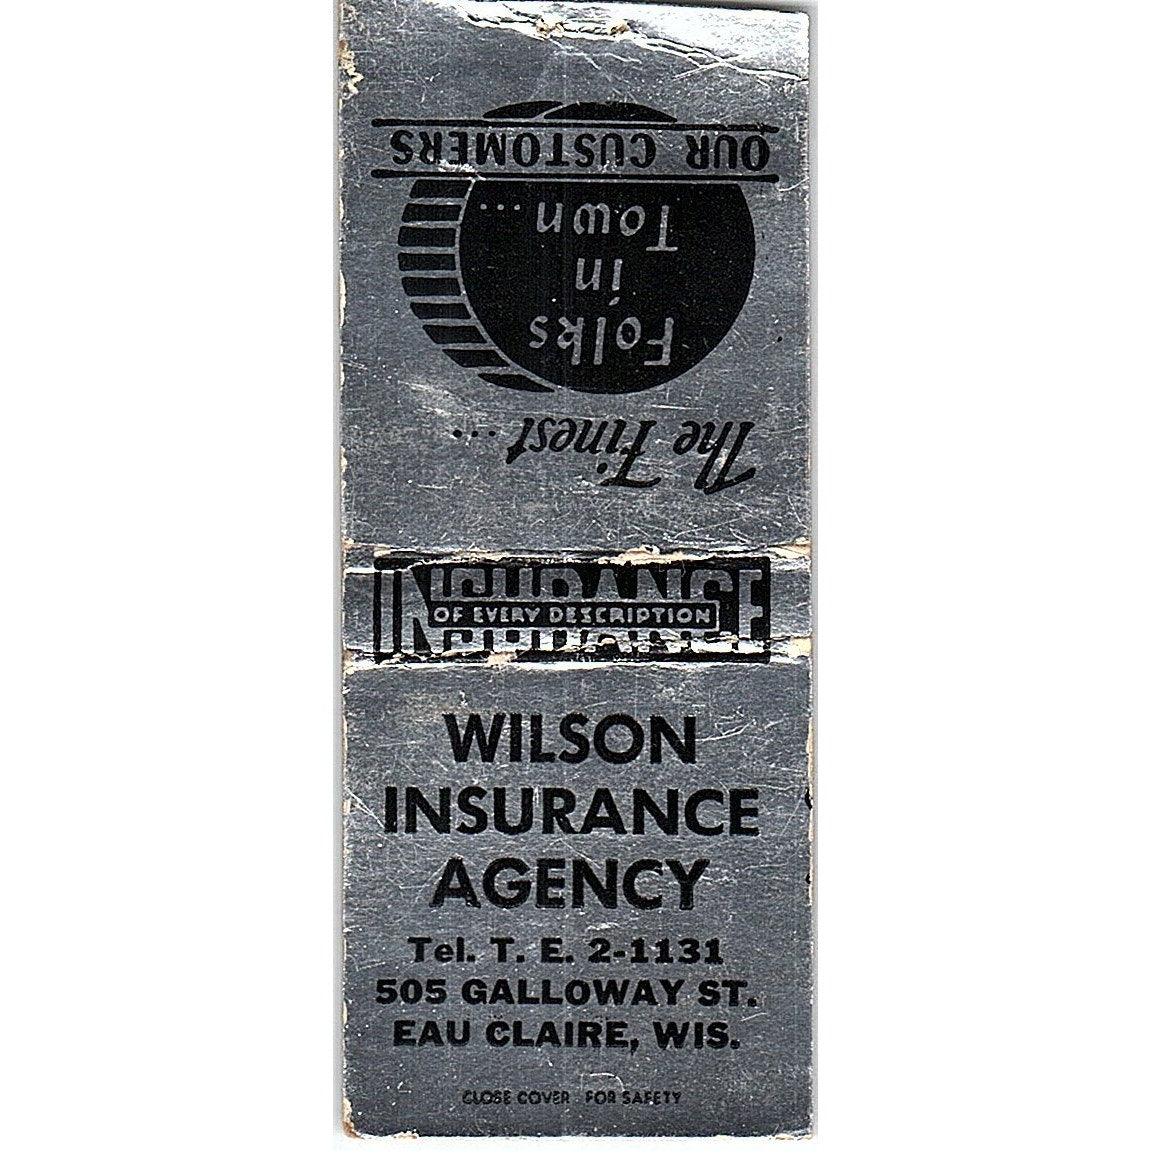 The Finest...
Folks
in
Town...
OUR CUSTOMERS
INSURANCE
OF EVERY DESCRIPTION
WILSON
INSURANCE
AGENCY
Tel. T. E. 2-1131
505 GALLOWAY ST.
EAU CLAIRE, WIS.
CLOSE COVER FOR SAFETY